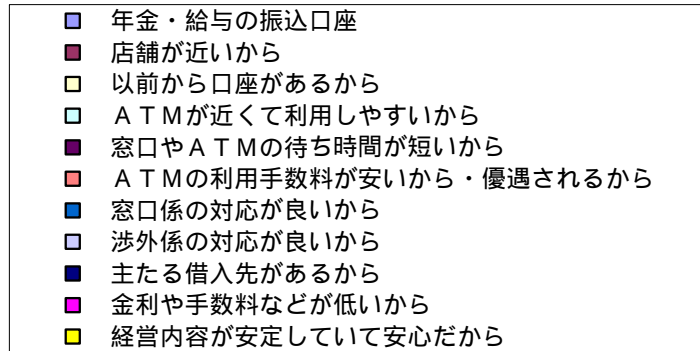 年金・給与の振込口座
店舗が近いから
以前から口座があるから
ＡＴＭが近くて利用しやすいから
窓口やＡＴＭの待ち時間が短いから
ＡＴＭの利用手数料が安いから・優遇されるから
窓口係の対応が良いから
渉外係の対応が良いから
主たる借入先があるから
金利や手数料などが低いから
経営内容が安定していて安心だから